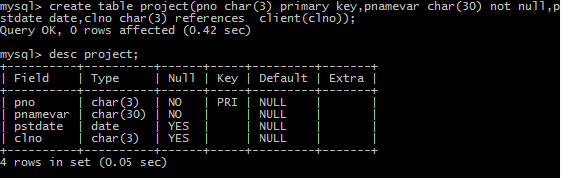 mysql> create table project(pno char(3) primary key,pnamevar char(30) not null,p
stdate date,clno char(3) references  client(clno));
Query OK, 0 rows affected (0.42 sec)
mysql> desc project;
+----------+----------+------+-----+---------+-------+
| Field    | Type     | Null | Key | Default | Extra |
+----------+----------+------+-----+---------+-------+
| pno      | char(3)  | NO   | PRI | NULL    |       |
| pnamevar | char(30) | NO   |     | NULL    |       |
| pstdate  | date     | YES  |     | NULL    |       |
| clno     | char(3)  | YES  |     | NULL    |       |
+----------+----------+------+-----+---------+-------+
4 rows in set (0.05 sec)